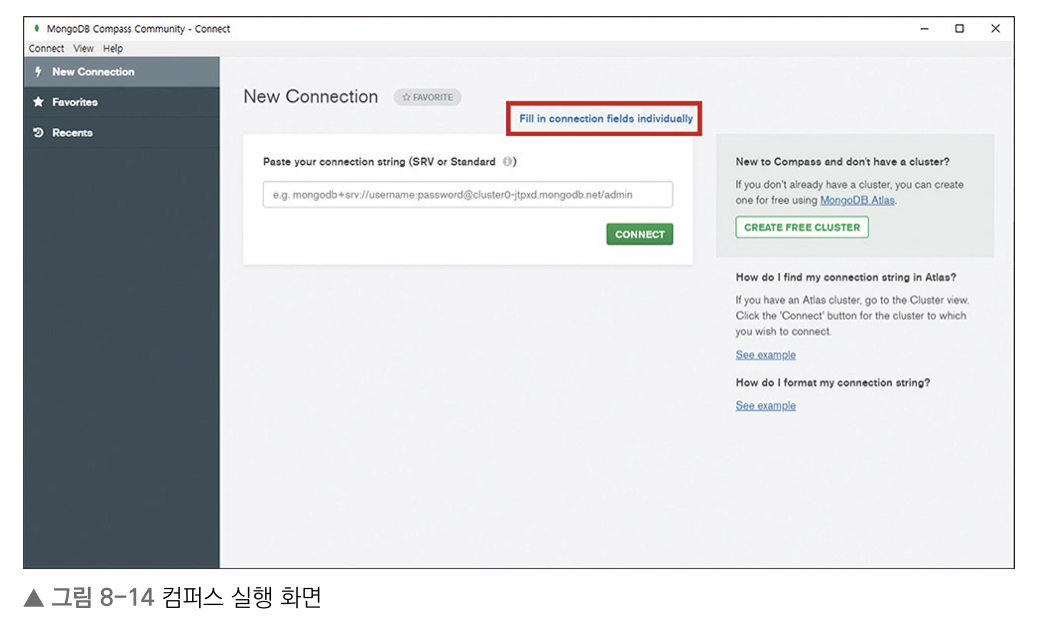 MongoDB Compass Community - Connect
Connect View Help
New Connection
Favorites
Recents
New Connection
FAVORITE
Fill in connection fields individually
Paste your connection string (SRV or Standard ⓘ)
e.g. mongodb+srv://username:password@cluster0-jtpxd.mongodb.net/admin
CONNECT
New to Compass and don't have a cluster?
If you don't already have a cluster, you can create
one for free using MongoDB Atlas.
CREATE FREE CLUSTER
How do I find my connection string in Atlas?
If you have an Atlas cluster, go to the Cluster view.
Click the 'Connect' button for the cluster to which
you wish to connect.
See example
How do I format my connection string?
See example
▲ 그림 8-14 컴퍼스 실행 화면